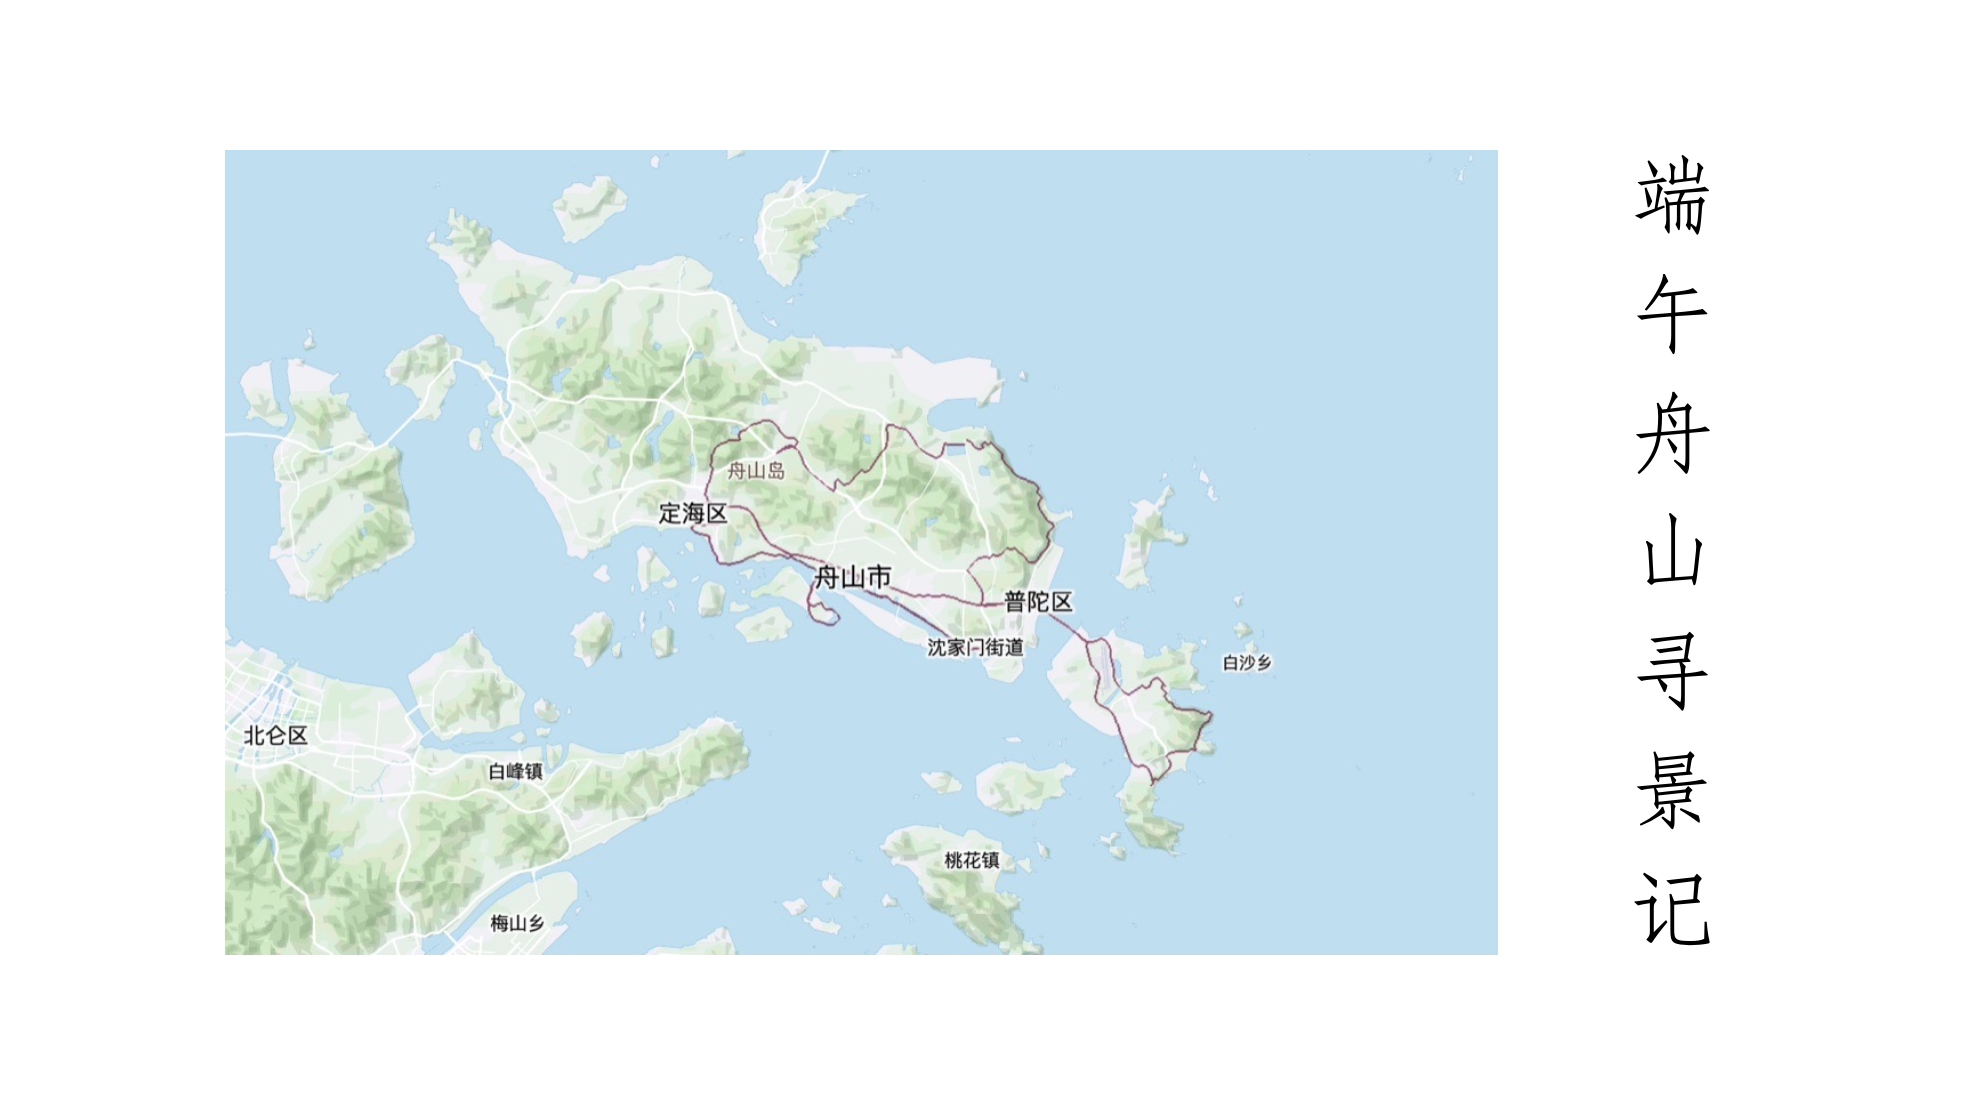 端午舟山寻景记
舟山岛
定海区
舟山市
普陀区
沈家门街道
白沙乡
北仑区
白峰镇
桃花镇
梅山乡